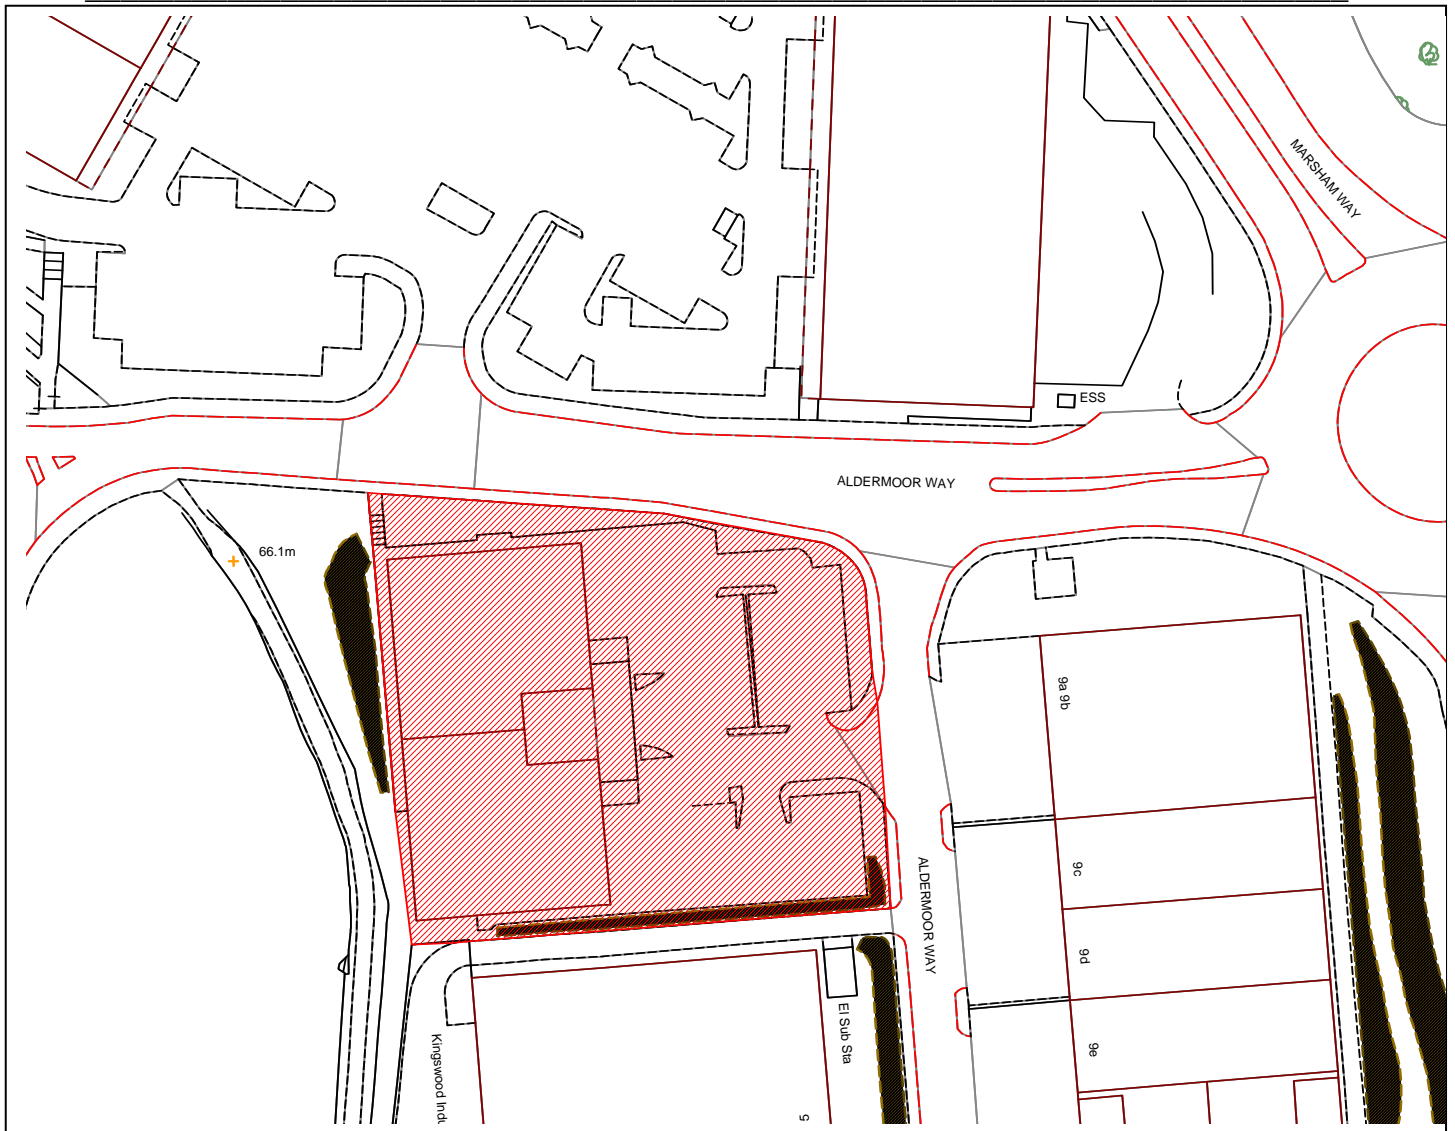 MARSHAM WAY
ESS
ALDERMOOR WAY
66.1m
9a 9b
9c
ALDERMOOR WAY
9d
El Sub Sta
9e
Kingswood Indu
5